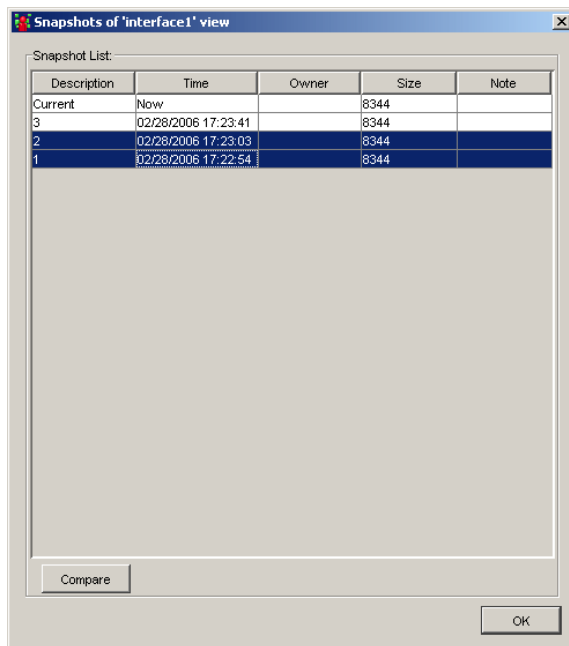 Snapshots of 'interface1' view
Snapshot List:
Description Time Owner Size Note
Current Now 8344
3 02/28/2006 17:23:41 8344
2 02/28/2006 17:23:03 8344
1 02/28/2006 17:22:54 8344
Compare
OK